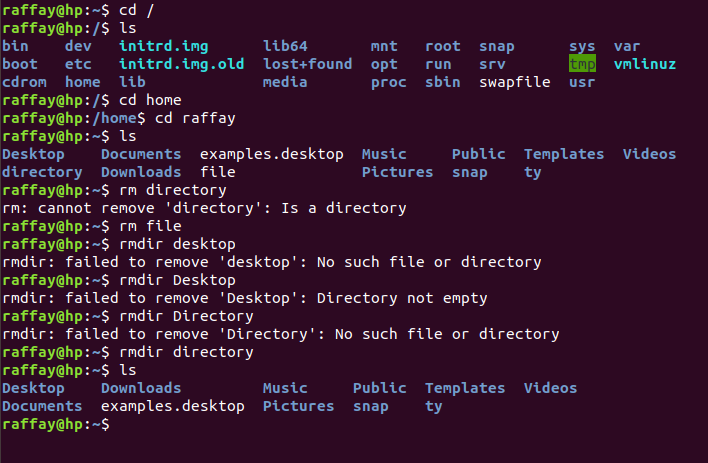 raffay@hp:~$ cd /
raffay@hp:/$ ls
bin    dev   initrd.img      lib64       mnt   root  snap      sys  var
boot   etc   initrd.img.old  lost+found  opt   run   srv       tmp  vmlinuz
cdrom  home  lib             media       proc  sbin  swapfile  usr
raffay@hp:/$ cd home
raffay@hp:/home$ cd raffay
raffay@hp:~$ ls
Desktop    Documents  examples.desktop  Music     Public  Templates  Videos
directory  Downloads  file              Pictures  snap    ty
raffay@hp:~$ rm directory
rm: cannot remove 'directory': Is a directory
raffay@hp:~$ rm file
raffay@hp:~$ rmdir desktop
rmdir: failed to remove 'desktop': No such file or directory
raffay@hp:~$ rmdir Desktop
rmdir: failed to remove 'Desktop': Directory not empty
raffay@hp:~$ rmdir Directory
rmdir: failed to remove 'Directory': No such file or directory
raffay@hp:~$ rmdir directory
raffay@hp:~$ ls
Desktop    Downloads         Music     Public  Templates  Videos
Documents  examples.desktop  Pictures  snap    ty
raffay@hp:~$